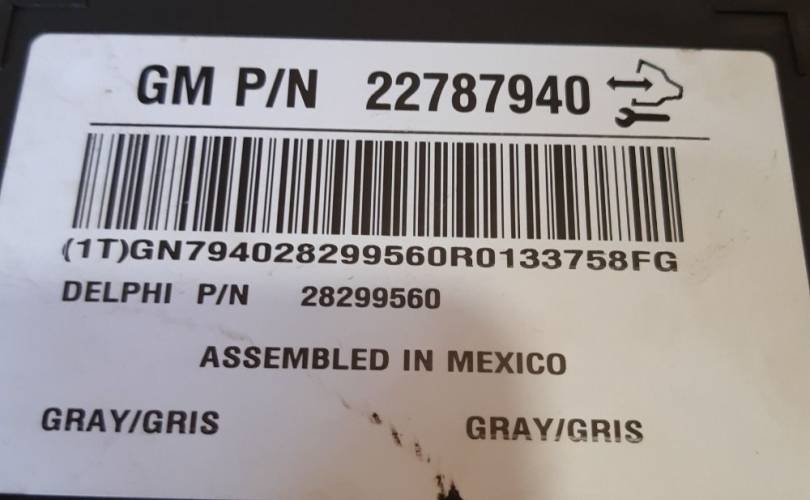 GM P/N 22787940
(1T)GN794028299560R0133758FG
DELPHI P/N 28299560
ASSEMBLED IN MEXICO
GRAY/GRIS GRAY/GRIS